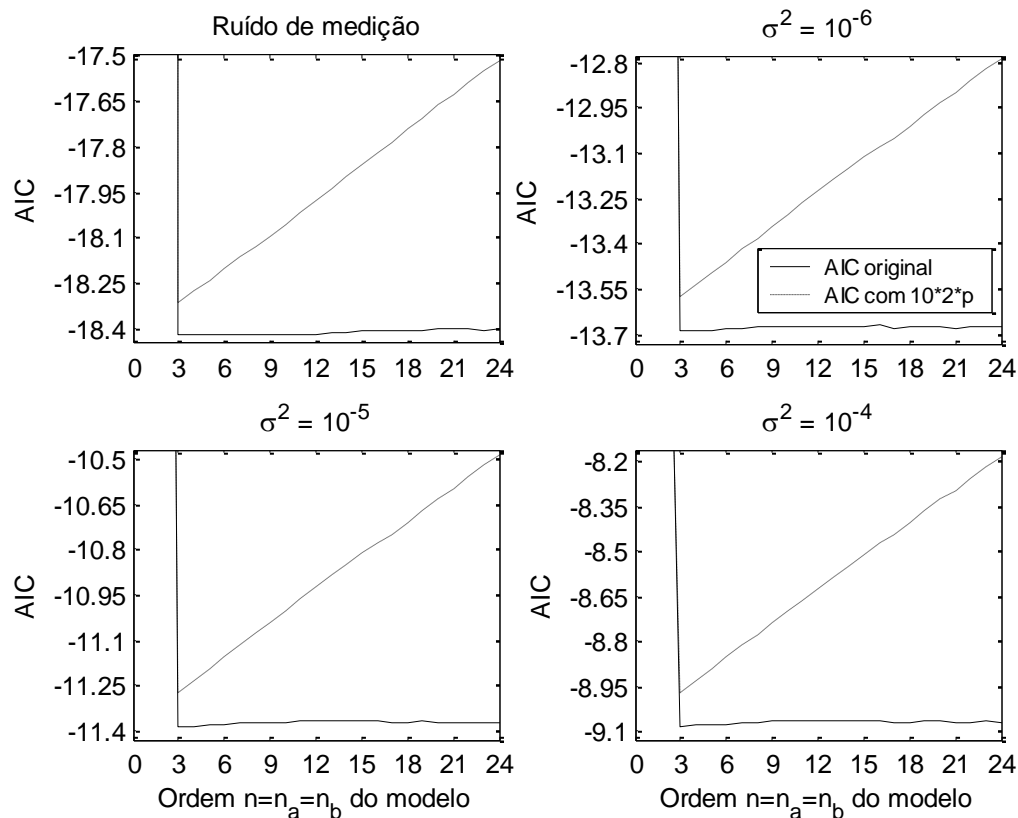 Ruído de medição
-17.5
-17.65
-17.8
-17.95
-18.1
-18.25
-18.4
AIC
0 3 6 9 12 15 18 21 24
σ² = 10⁻⁶
-12.8
-12.95
-13.1
-13.25
-13.4
-13.55
-13.7
AIC
AIC original
AIC com 10*2*p
0 3 6 9 12 15 18 21 24
σ² = 10⁻⁵
-10.5
-10.65
-10.8
-10.95
-11.1
-11.25
-11.4
AIC
0 3 6 9 12 15 18 21 24
Ordem n=nₐ=n_b do modelo
σ² = 10⁻⁴
-8.2
-8.35
-8.5
-8.65
-8.8
-8.95
-9.1
AIC
0 3 6 9 12 15 18 21 24
Ordem n=nₐ=n_b do modelo